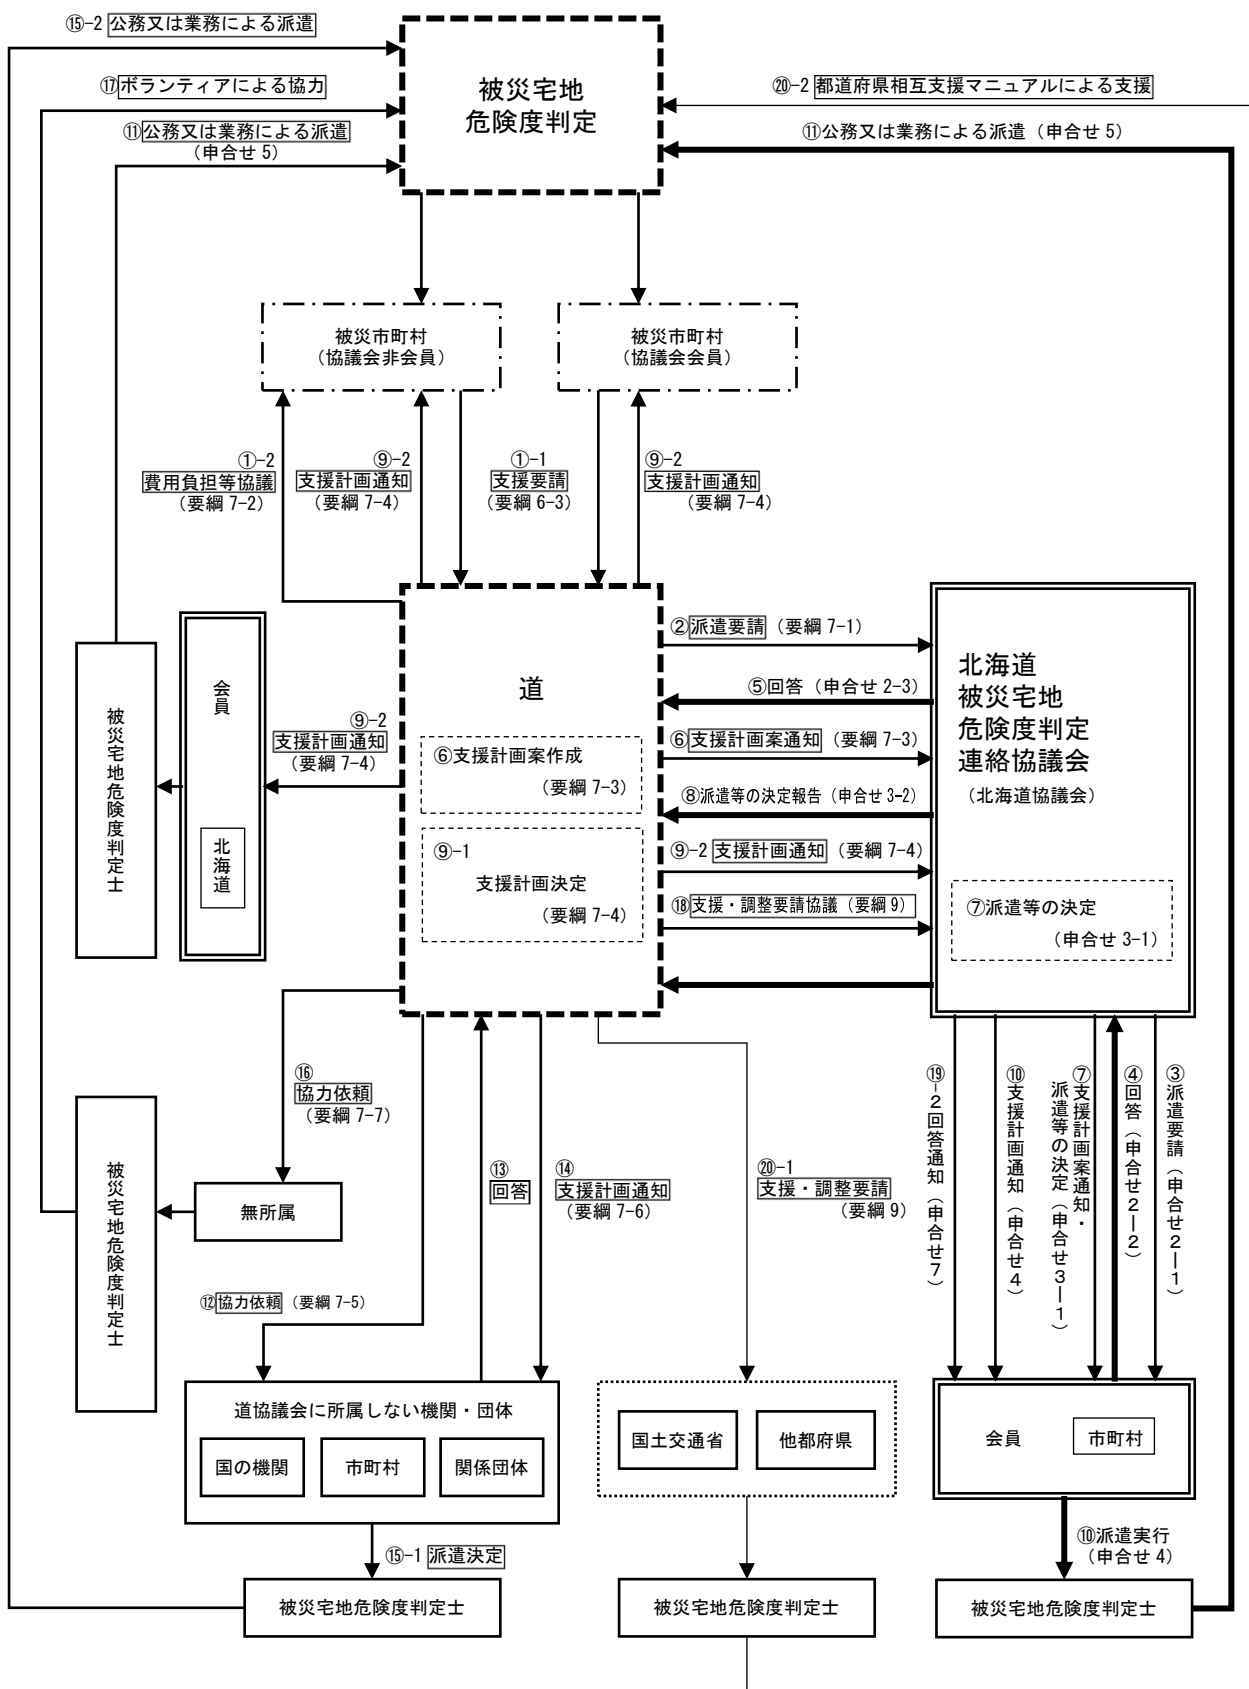 ⑮-2 公務又は業務による派遣
⑰ボランティアによる協力
⑪公務又は業務による派遣
(申合せ 5)
被災宅地
危険度判定
⑳-2 都道府県相互支援マニュアルによる支援
⑪公務又は業務による派遣（申合せ 5）
被災市町村
（協議会非会員）
被災市町村
（協議会会員）
①-2
費用負担等協議
（要綱 7-2）
⑨-2
支援計画通知
（要綱 7-4）
①-1
支援要請
（要綱 6-3）
⑨-2
支援計画通知
（要綱 7-4）
道
⑥支援計画案作成
（要綱 7-3）
⑨-1
支援計画決定
（要綱 7-4）
②派遣要請（要綱 7-1）
⑤回答（申合せ 2-3）
⑥支援計画案通知（要綱 7-3）
⑧派遣等の決定報告（申合せ 3-2）
⑨-2 支援計画通知（要綱 7-4）
⑱支援・調整要請協議（要綱 9）
北海道
被災宅地
危険度判定
連絡協議会
（北海道協議会）
⑦派遣等の決定
（申合せ 3-1）
会員
北海道
⑨-2
支援計画通知
（要綱 7-4）
被災宅地危険度判定士
⑯
協力依頼
（要綱 7-7）
無所属
被災宅地危険度判定士
⑫協力依頼（要綱 7-5）
⑬
回答
⑭
支援計画通知
（要綱 7-6）
⑳-1
支援・調整要請
（要綱 9）
③派遣要請（申合せ２―１）
④回答（申合せ２―２）
⑦支援計画案通知・
派遣等の決定（申合せ３―１）
⑩支援計画通知（申合せ４）
⑲-２回答通知（申合せ７）
道協議会に所属しない機関・団体
国の機関
市町村
関係団体
国土交通省
他都府県
会員
市町村
⑮-1 派遣決定
⑩派遣実行
（申合せ 4）
被災宅地危険度判定士
被災宅地危険度判定士
被災宅地危険度判定士